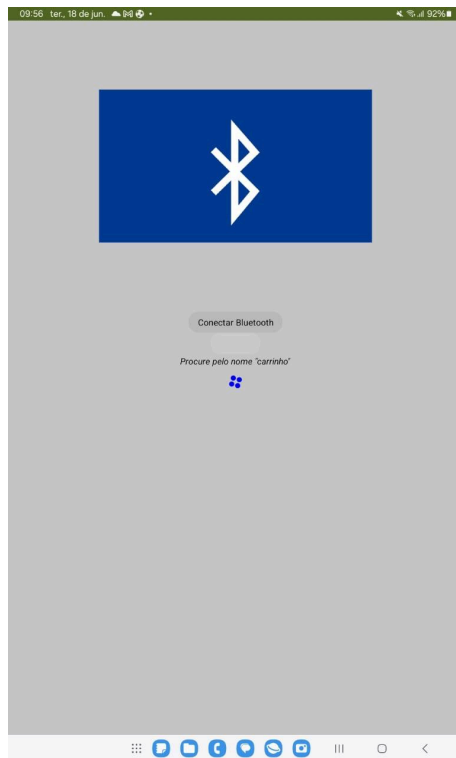 09:56 ter., 18 de jun.
92%
Conectar Bluetooth
Procure pelo nome "carrinho"